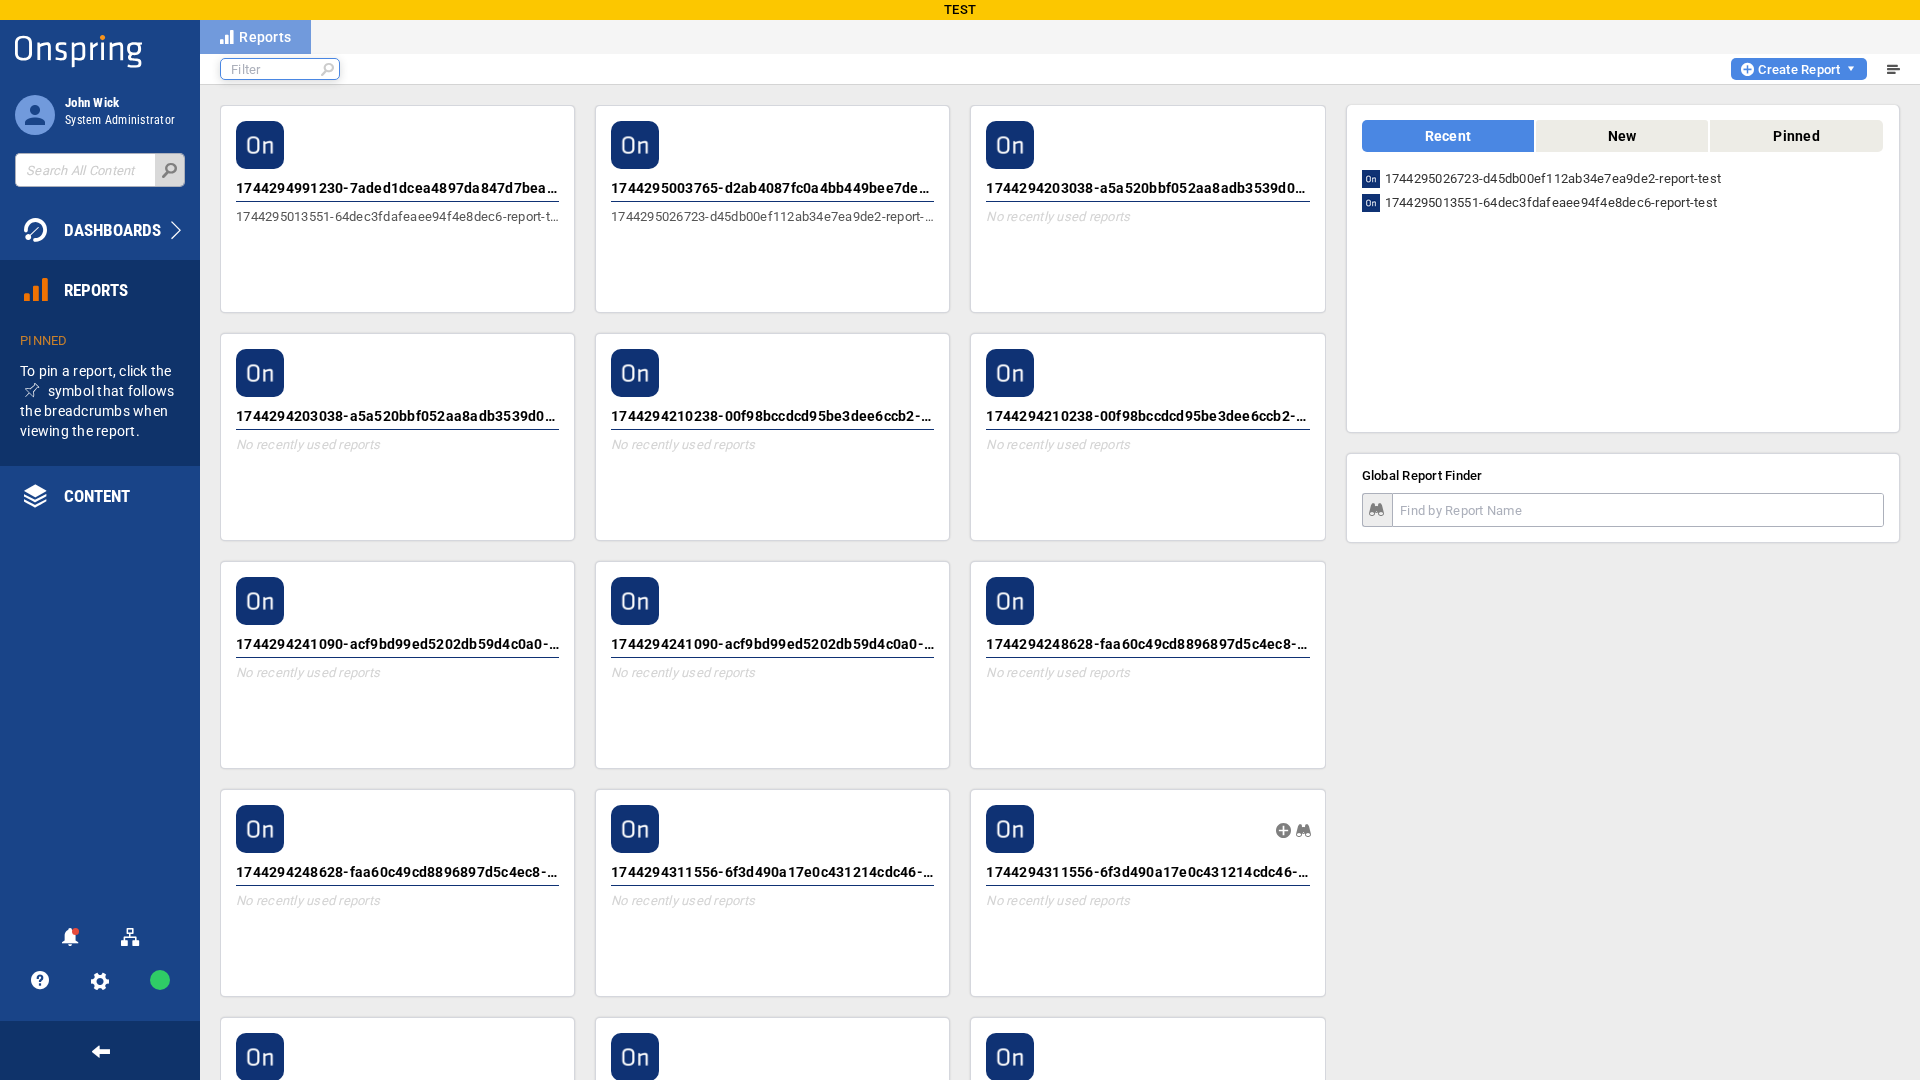 TEST
Onspring
John Wick
System Administrator
Search All Content
DASHBOARDS
REPORTS
PINNED
To pin a report, click the
symbol that follows
the breadcrumbs when
viewing the report.
CONTENT
Reports
Filter
Create Report
On
1744294991230-7aded1dcea4897da847d7bea...
1744295013551-64dec3fdafeaee94f4e8dec6-report-t...
On
1744295003765-d2ab4087fc0a4bb449bee7de...
1744295026723-d45db00ef112ab34e7ea9de2-report-...
On
1744294203038-a5a520bbf052aa8adb3539d0...
No recently used reports
On
1744294203038-a5a520bbf052aa8adb3539d0...
No recently used reports
On
1744294210238-00f98bccdcd95be3dee6ccb2-...
No recently used reports
On
1744294210238-00f98bccdcd95be3dee6ccb2-...
No recently used reports
On
1744294241090-acf9bd99ed5202db59d4c0a0-...
No recently used reports
On
1744294241090-acf9bd99ed5202db59d4c0a0-...
No recently used reports
On
1744294248628-faa60c49cd8896897d5c4ec8-...
No recently used reports
On
1744294248628-faa60c49cd8896897d5c4ec8-...
No recently used reports
On
1744294311556-6f3d490a17e0c431214cdc46-...
No recently used reports
On
1744294311556-6f3d490a17e0c431214cdc46-...
No recently used reports
On
On
On
Recent New Pinned
On 1744295026723-d45db00ef112ab34e7ea9de2-report-test
On 1744295013551-64dec3fdafeaee94f4e8dec6-report-test
Global Report Finder
Find by Report Name